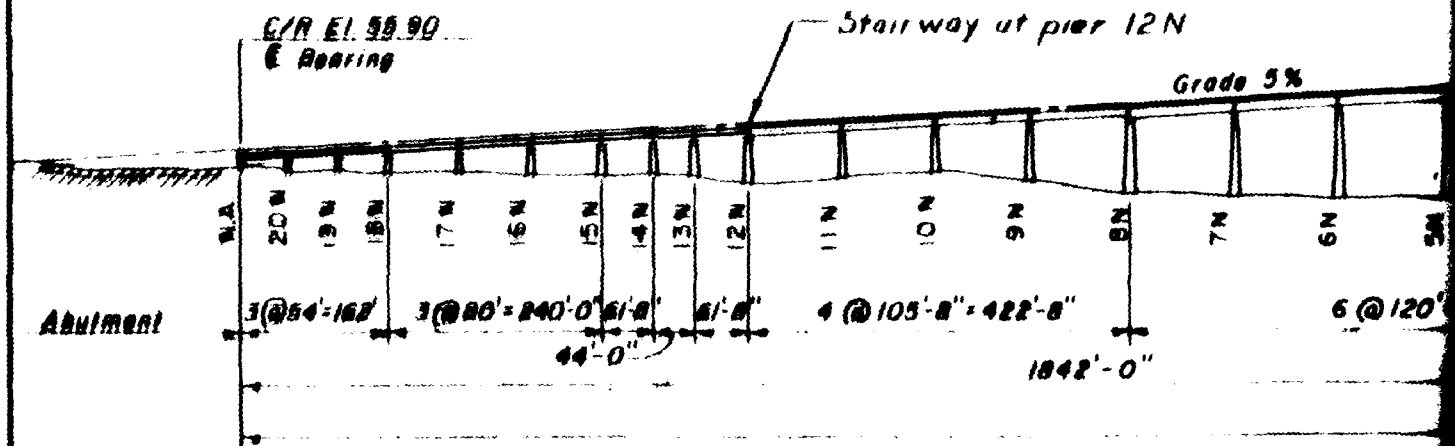 C/R El. 55.90
℄ Bearing
Stairway at pier 12 N
Grade 5%
N.A
20 N
19 N
18 N
17 N
16 N
15 N
14 N
13 N
12 N
11 N
10 N
9 N
8 N
7 N
6 N
5N
Abutment
3 @ 54' = 162'
3 @ 80' = 240'-0"
61'-8"
61'-8"
4 @ 105'-8" = 422'-8"
6 @ 120'
44'-0"
1842'-0"